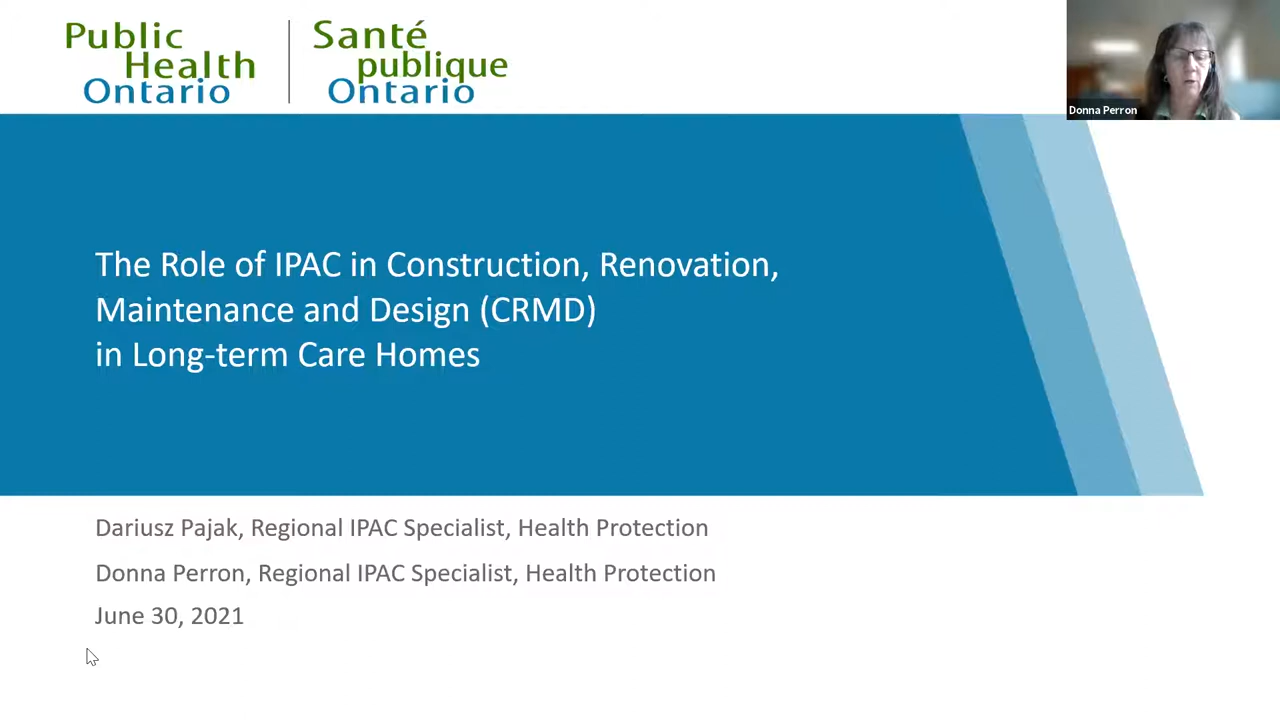 Public
Health
Ontario
Santé
publique
Ontario
Donna Perron
The Role of IPAC in Construction, Renovation,
Maintenance and Design (CRMD)
in Long-term Care Homes
Dariusz Pajak, Regional IPAC Specialist, Health Protection
Donna Perron, Regional IPAC Specialist, Health Protection
June 30, 2021